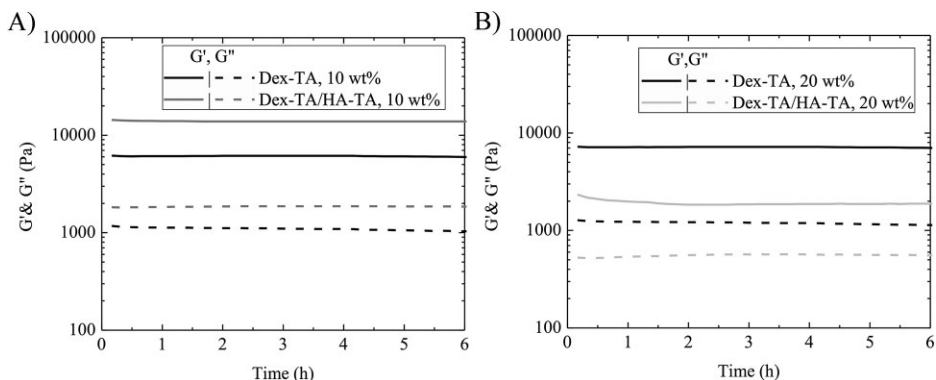 A)
G', G"
Dex-TA, 10 wt%
Dex-TA/HA-TA, 10 wt%
G'& G" (Pa)
100000
10000
1000
100
0 1 2 3 4 5 6
Time (h)
B)
G',G"
Dex-TA, 20 wt%
Dex-TA/HA-TA, 20 wt%
G'& G" (Pa)
100000
10000
1000
100
0 1 2 3 4 5 6
Time (h)